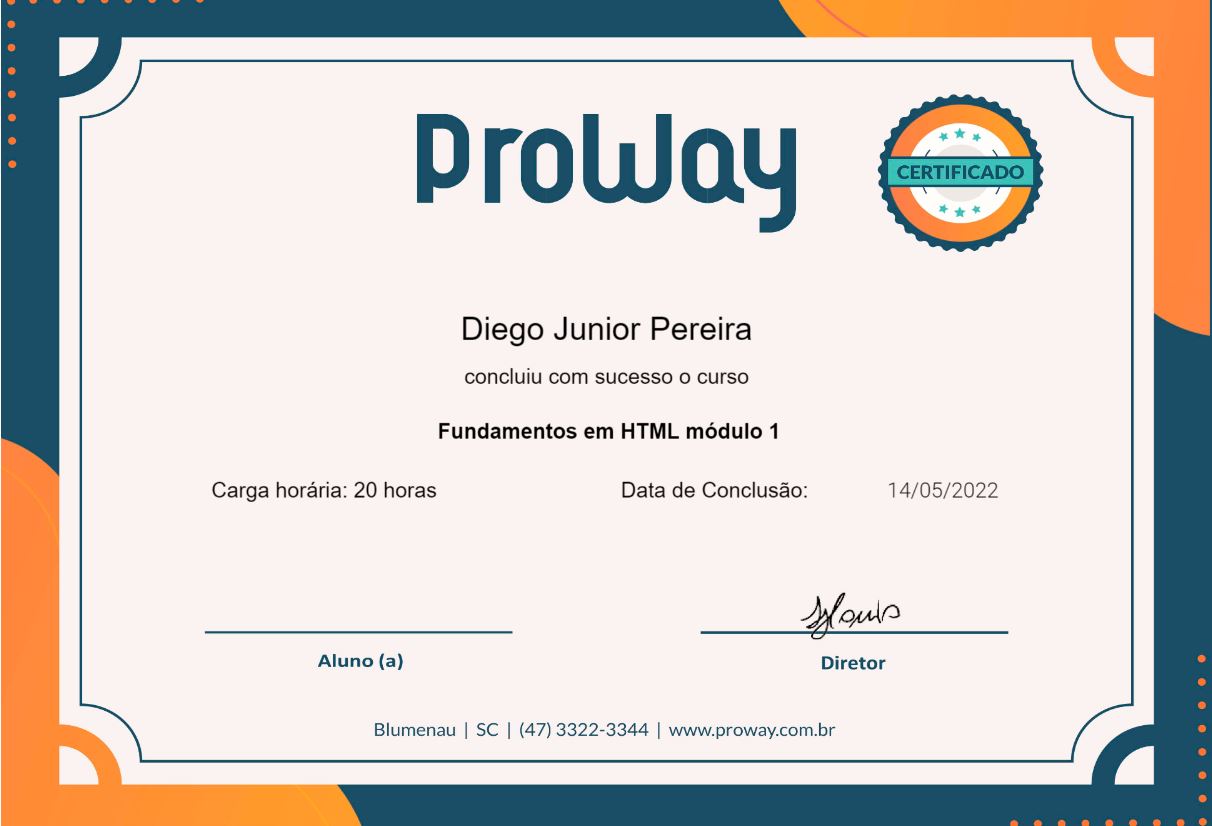 ProWay
CERTIFICADO
Diego Junior Pereira
concluiu com sucesso o curso
Fundamentos em HTML módulo 1
Carga horária: 20 horas Data de Conclusão: 14/05/2022
Aluno (a) Diretor
Blumenau | SC | (47) 3322-3344 | www.proway.com.br